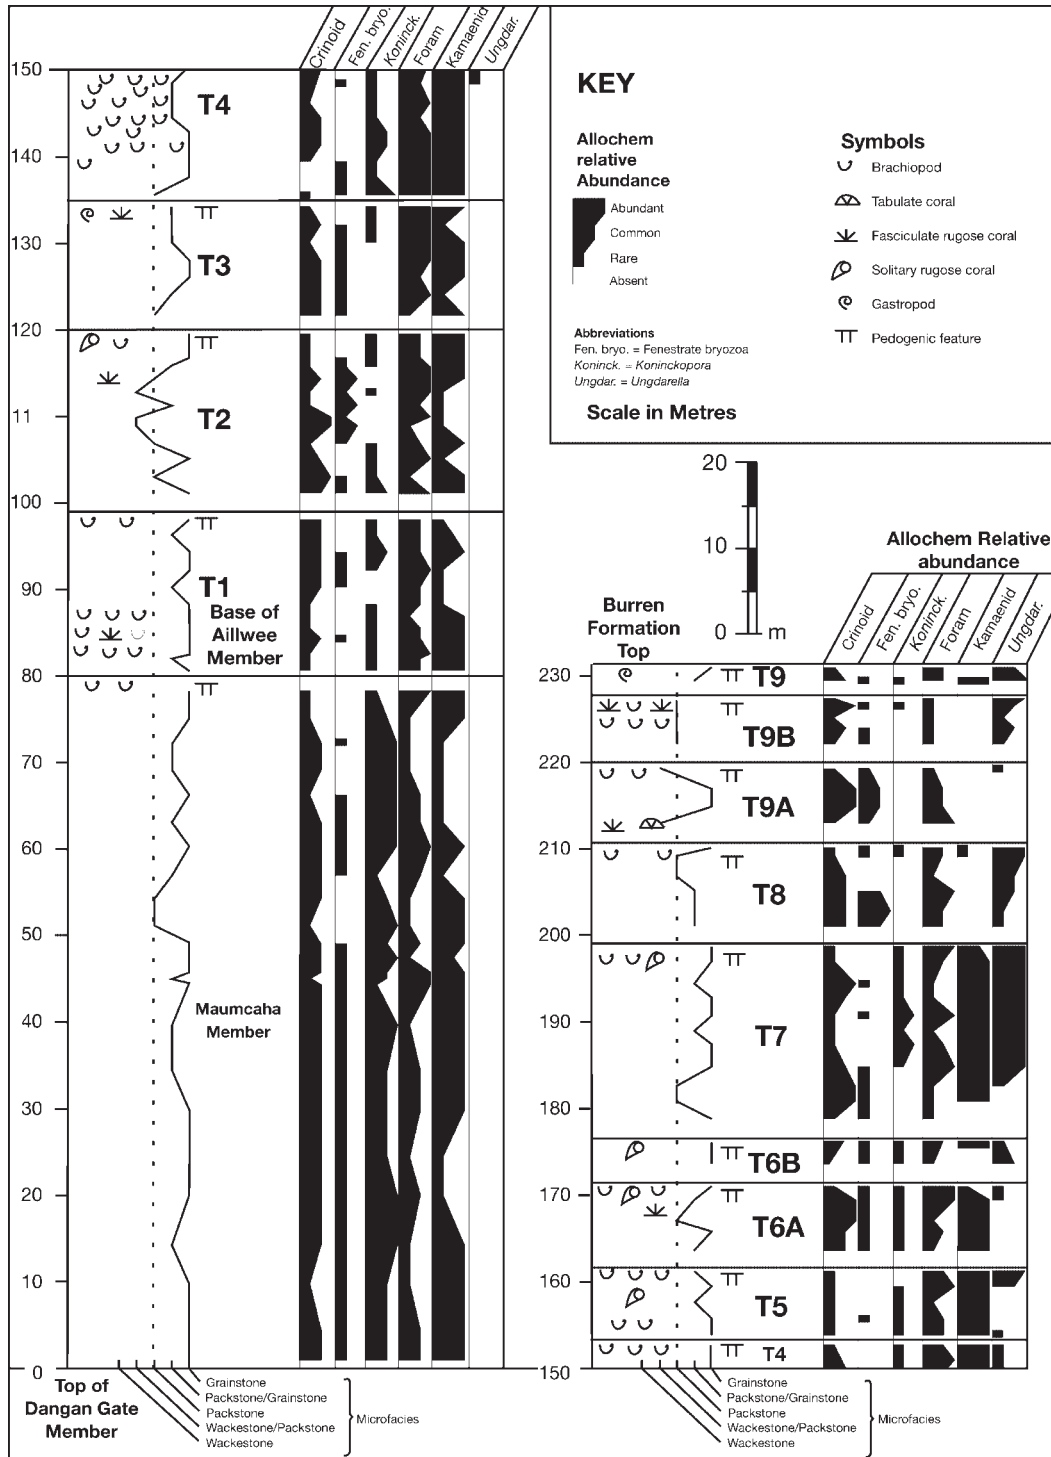 Crinoid
Fen. bryo.
Koninck.
Foram
Kamaenid
Ungdar.
150
140
130
120
11O
100
90
80
70
60
50
40
30
20
10
0
T4
T3
T2
T1
Base of
Aillwee
Member
Maumcaha
Member
Top of
Dangan Gate
Member
Grainstone
Packstone/Grainstone
Packstone
Wackestone/Packstone
Wackestone
Microfacies
KEY
Allochem
relative
Abundance
Abundant
Common
Rare
Absent
Symbols
Brachiopod
Tabulate coral
Fasciculate rugose coral
Solitary rugose coral
Gastropod
Pedogenic feature
Abbreviations
Fen. bryo. = Fenestrate bryozoa
Koninck. = Koninckopora
Ungdar. = Ungdarella
Scale in Metres
20
10
0 m
Allochem Relative
abundance
Burren
Formation
Top
Crinoid
Fen. bryo.
Koninck.
Foram
Kamaenid
Ungdar.
230
220
210
200
190
180
170
160
150
T9
T9B
T9A
T8
T7
T6B
T6A
T5
T4
Grainstone
Packstone/Grainstone
Packstone
Wackestone/Packstone
Wackestone
Microfacies